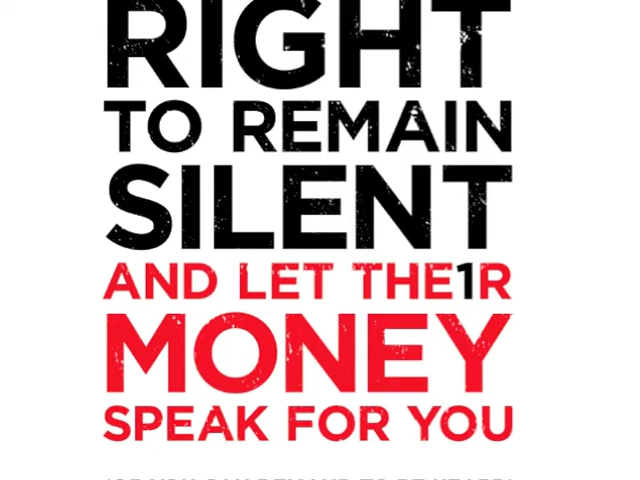 RIGHT
TO REMAIN
SILENT
AND LET THE1R
MONEY
SPEAK FOR YOU